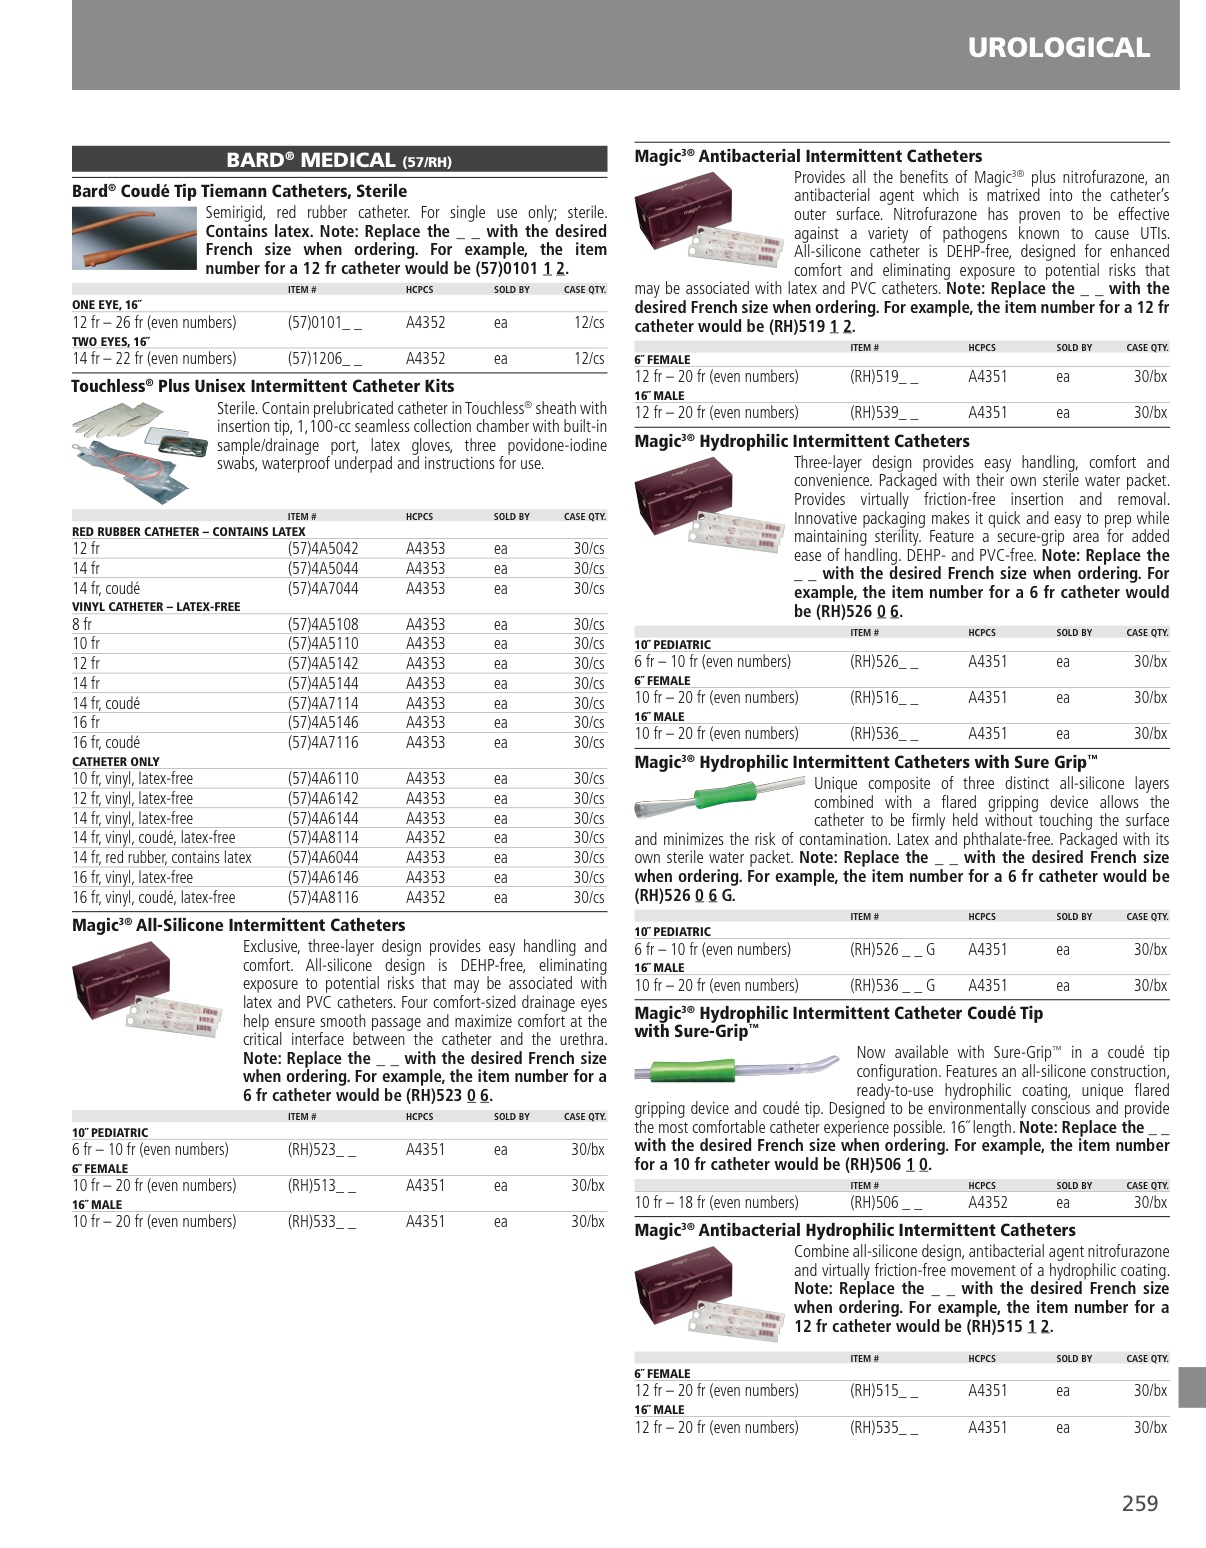 UROLOGICAL
BARD® MEDICAL (57/RH)
Bard® Coudé Tip Tiemann Catheters, Sterile
Semirigid, red rubber catheter. For single use only; sterile.
Contains latex. Note: Replace the _ _ with the desired
French size when ordering. For example, the item
number for a 12 fr catheter would be (57)0101 1 2.
ITEM # HCPCS SOLD BY CASE QTY.
ONE EYE, 16˝
12 fr – 26 fr (even numbers) (57)0101_ _ A4352 ea 12/cs
TWO EYES, 16˝
14 fr – 22 fr (even numbers) (57)1206_ _ A4352 ea 12/cs
Touchless® Plus Unisex Intermittent Catheter Kits
Sterile. Contain prelubricated catheter in Touchless® sheath with
insertion tip, 1,100-cc seamless collection chamber with built-in
sample/drainage port, latex gloves, three povidone-iodine
swabs, waterproof underpad and instructions for use.
ITEM # HCPCS SOLD BY CASE QTY.
RED RUBBER CATHETER – CONTAINS LATEX
12 fr (57)4A5042 A4353 ea 30/cs
14 fr (57)4A5044 A4353 ea 30/cs
14 fr, coudé (57)4A7044 A4353 ea 30/cs
VINYL CATHETER – LATEX-FREE
8 fr (57)4A5108 A4353 ea 30/cs
10 fr (57)4A5110 A4353 ea 30/cs
12 fr (57)4A5142 A4353 ea 30/cs
14 fr (57)4A5144 A4353 ea 30/cs
14 fr, coudé (57)4A7114 A4353 ea 30/cs
16 fr (57)4A5146 A4353 ea 30/cs
16 fr, coudé (57)4A7116 A4353 ea 30/cs
CATHETER ONLY
10 fr, vinyl, latex-free (57)4A6110 A4353 ea 30/cs
12 fr, vinyl, latex-free (57)4A6142 A4353 ea 30/cs
14 fr, vinyl, latex-free (57)4A6144 A4353 ea 30/cs
14 fr, vinyl, coudé, latex-free (57)4A8114 A4352 ea 30/cs
14 fr, red rubber, contains latex (57)4A6044 A4353 ea 30/cs
16 fr, vinyl, latex-free (57)4A6146 A4353 ea 30/cs
16 fr, vinyl, coudé, latex-free (57)4A8116 A4352 ea 30/cs
Magic³® All-Silicone Intermittent Catheters
Exclusive, three-layer design provides easy handling and
comfort. All-silicone design is DEHP-free, eliminating
exposure to potential risks that may be associated with
latex and PVC catheters. Four comfort-sized drainage eyes
help ensure smooth passage and maximize comfort at the
critical interface between the catheter and the urethra.
Note: Replace the _ _ with the desired French size
when ordering. For example, the item number for a
6 fr catheter would be (RH)523 0 6.
ITEM # HCPCS SOLD BY CASE QTY.
10˝ PEDIATRIC
6 fr – 10 fr (even numbers) (RH)523_ _ A4351 ea 30/bx
6˝ FEMALE
10 fr – 20 fr (even numbers) (RH)513_ _ A4351 ea 30/bx
16˝ MALE
10 fr – 20 fr (even numbers) (RH)533_ _ A4351 ea 30/bx
Magic³® Antibacterial Intermittent Catheters
Provides all the benefits of Magic³® plus nitrofurazone, an
antibacterial agent which is matrixed into the catheter’s
outer surface. Nitrofurazone has proven to be effective
against a variety of pathogens known to cause UTIs.
All-silicone catheter is DEHP-free, designed for enhanced
comfort and eliminating exposure to potential risks that
may be associated with latex and PVC catheters. Note: Replace the _ _ with the
desired French size when ordering. For example, the item number for a 12 fr
catheter would be (RH)519 1 2.
ITEM # HCPCS SOLD BY CASE QTY.
6˝ FEMALE
12 fr – 20 fr (even numbers) (RH)519_ _ A4351 ea 30/bx
16˝ MALE
12 fr – 20 fr (even numbers) (RH)539_ _ A4351 ea 30/bx
Magic³® Hydrophilic Intermittent Catheters
Three-layer design provides easy handling, comfort and
convenience. Packaged with their own sterile water packet.
Provides virtually friction-free insertion and removal.
Innovative packaging makes it quick and easy to prep while
maintaining sterility. Feature a secure-grip area for added
ease of handling. DEHP- and PVC-free. Note: Replace the
_ _ with the desired French size when ordering. For
example, the item number for a 6 fr catheter would
be (RH)526 0 6.
ITEM # HCPCS SOLD BY CASE QTY.
10˝ PEDIATRIC
6 fr – 10 fr (even numbers) (RH)526_ _ A4351 ea 30/bx
6˝ FEMALE
10 fr – 20 fr (even numbers) (RH)516_ _ A4351 ea 30/bx
16˝ MALE
10 fr – 20 fr (even numbers) (RH)536_ _ A4351 ea 30/bx
Magic³® Hydrophilic Intermittent Catheters with Sure Grip™
Unique composite of three distinct all-silicone layers
combined with a flared gripping device allows the
catheter to be firmly held without touching the surface
and minimizes the risk of contamination. Latex and phthalate-free. Packaged with its
own sterile water packet. Note: Replace the _ _ with the desired French size
when ordering. For example, the item number for a 6 fr catheter would be
(RH)526 0 6 G.
ITEM # HCPCS SOLD BY CASE QTY.
10˝ PEDIATRIC
6 fr – 10 fr (even numbers) (RH)526 _ _ G A4351 ea 30/bx
16˝ MALE
10 fr – 20 fr (even numbers) (RH)536 _ _ G A4351 ea 30/bx
Magic³® Hydrophilic Intermittent Catheter Coudé Tip
with Sure-Grip™
Now available with Sure-Grip™ in a coudé tip
configuration. Features an all-silicone construction,
ready-to-use hydrophilic coating, unique flared
gripping device and coudé tip. Designed to be environmentally conscious and provide
the most comfortable catheter experience possible. 16˝ length. Note: Replace the _ _
with the desired French size when ordering. For example, the item number
for a 10 fr catheter would be (RH)506 1 0.
ITEM # HCPCS SOLD BY CASE QTY.
10 fr – 18 fr (even numbers) (RH)506 _ _ A4352 ea 30/bx
Magic³® Antibacterial Hydrophilic Intermittent Catheters
Combine all-silicone design, antibacterial agent nitrofurazone
and virtually friction-free movement of a hydrophilic coating.
Note: Replace the _ _ with the desired French size
when ordering. For example, the item number for a
12 fr catheter would be (RH)515 1 2.
ITEM # HCPCS SOLD BY CASE QTY.
6˝ FEMALE
12 fr – 20 fr (even numbers) (RH)515_ _ A4351 ea 30/bx
16˝ MALE
12 fr – 20 fr (even numbers) (RH)535_ _ A4351 ea 30/bx
259